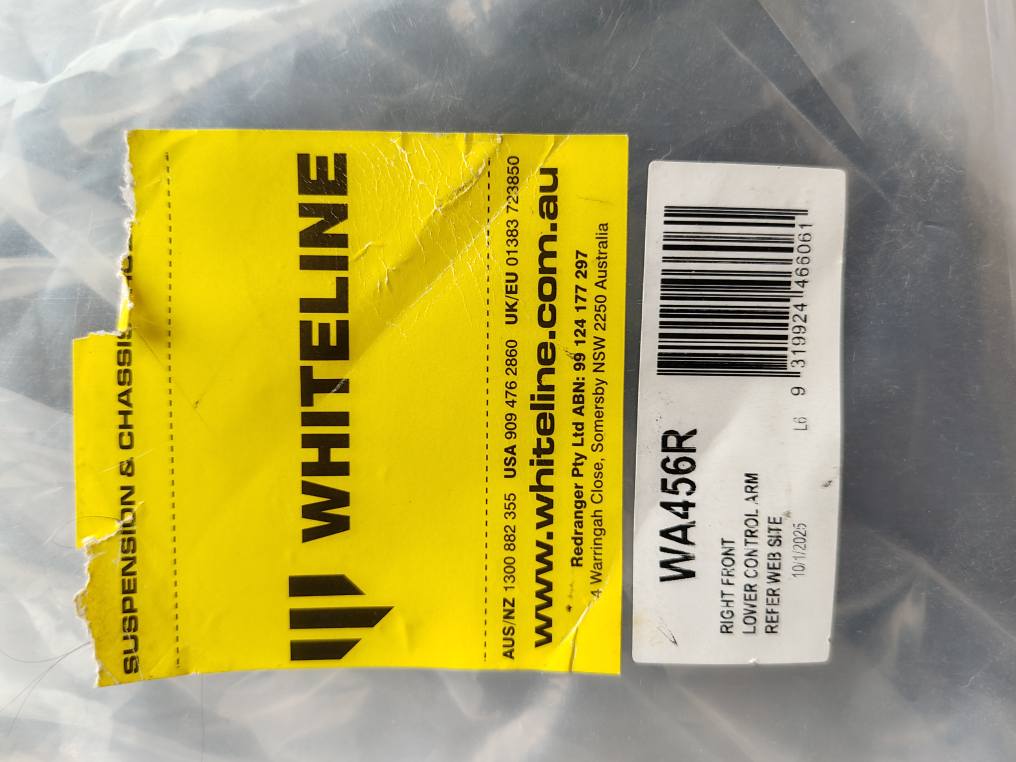 SUSPENSION & CHASSIS
WHITELINE
AUS/NZ 1300 882 355 USA 909 476 2860 UK/EU 01383 723850
www.whiteline.com.au
Redranger Pty Ltd ABN: 99 124 177 297
4 Warringah Close, Somersby NSW 2250 Australia
WA456R
RIGHT FRONT
LOWER CONTROL ARM
REFER WEB SITE
10/1/2025
L6
9 319924 466061